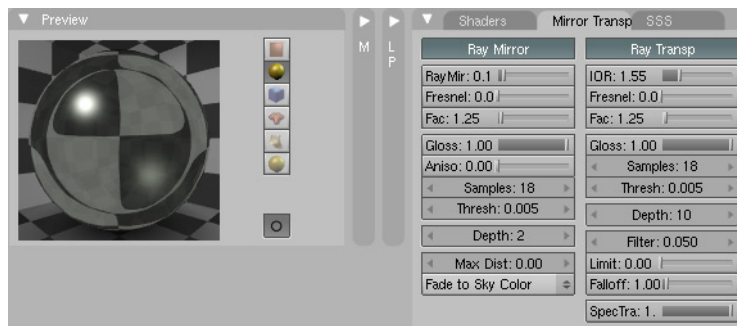 Preview
M
L
P
Shaders
Mirror Transp
SSS
Ray Mirror
RayMir: 0.1
Fresnel: 0.0
Fac: 1.25
Gloss: 1.00
Aniso: 0.00
Samples: 18
Thresh: 0.005
Depth: 2
Max Dist: 0.00
Fade to Sky Color
Ray Transp
IOR: 1.55
Fresnel: 0.0
Fac: 1.25
Gloss: 1.00
Samples: 18
Thresh: 0.005
Depth: 10
Filter: 0.050
Limit: 0.00
Falloff: 1.00
SpecTra: 1.